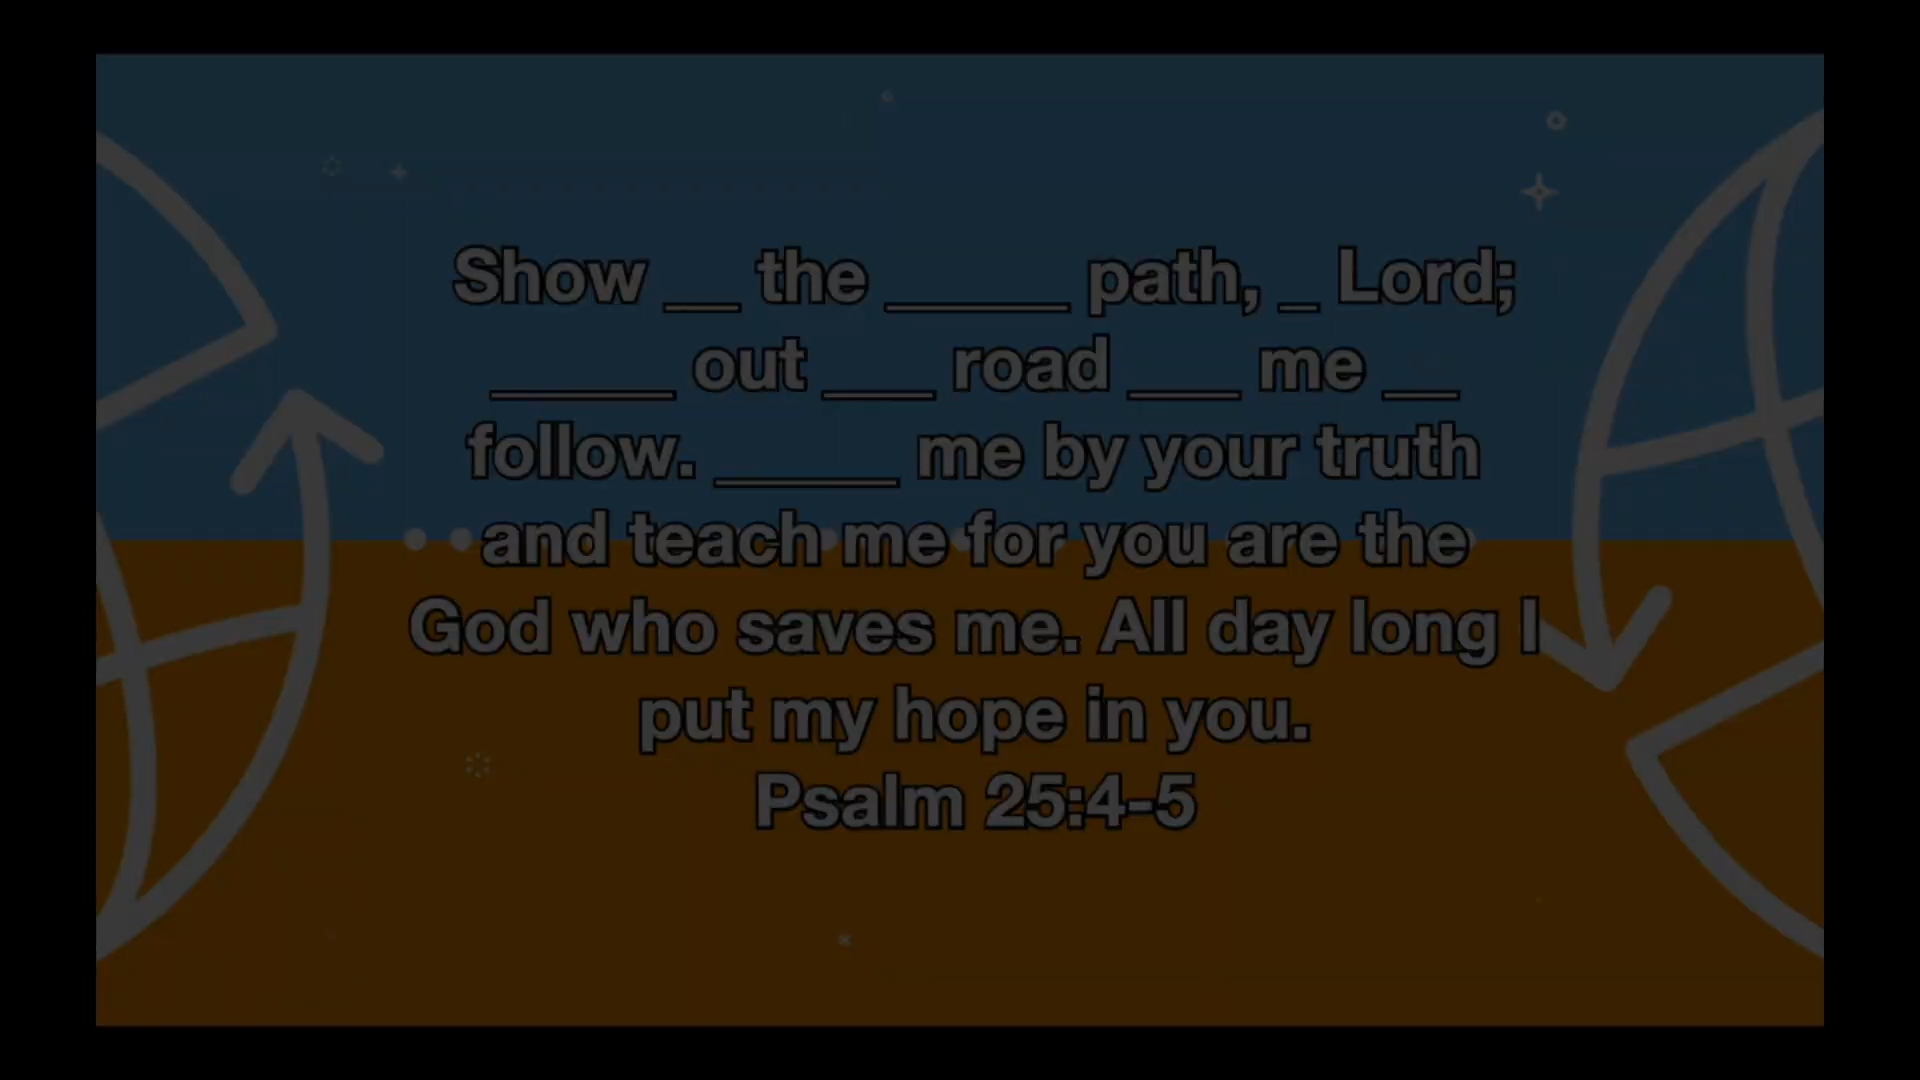 Show __ the _____ path, _ Lord;
_____ out ___ road ___ me __
follow. _____ me by your truth
and teach me for you are the
God who saves me. All day long I
put my hope in you.
Psalm 25:4-5